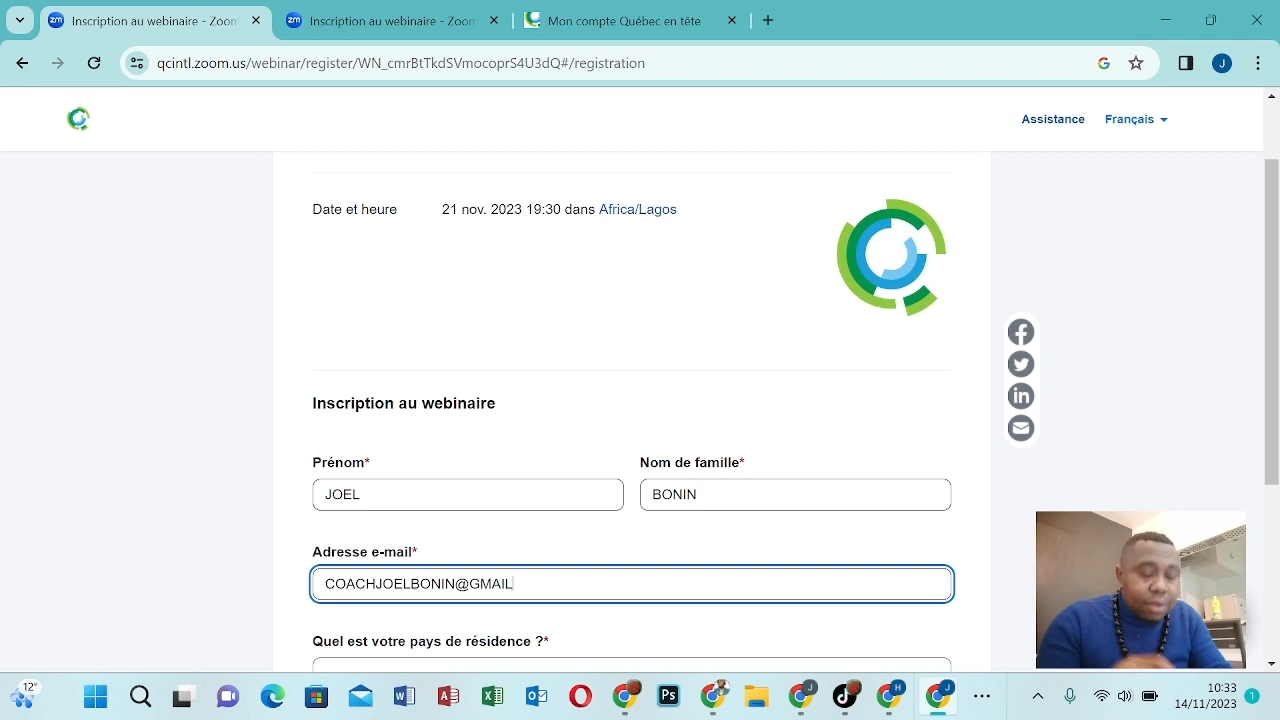 zm Inscription au webinaire - Zoom
zm Inscription au webinaire - Zoom
Mon compte Québec en tête
qcintl.zoom.us/webinar/register/WN_cmrBtTkdSVmocoprS4U3dQ#/registration
J
Assistance
Français
Date et heure
21 nov. 2023 19:30 dans Africa/Lagos
Inscription au webinaire
Prénom*
Nom de famille*
JOEL
BONIN
Adresse e-mail*
COACHJOELBONIN@GMAIL
Quel est votre pays de résidence ?*
12°
10:33
14/11/2023
1